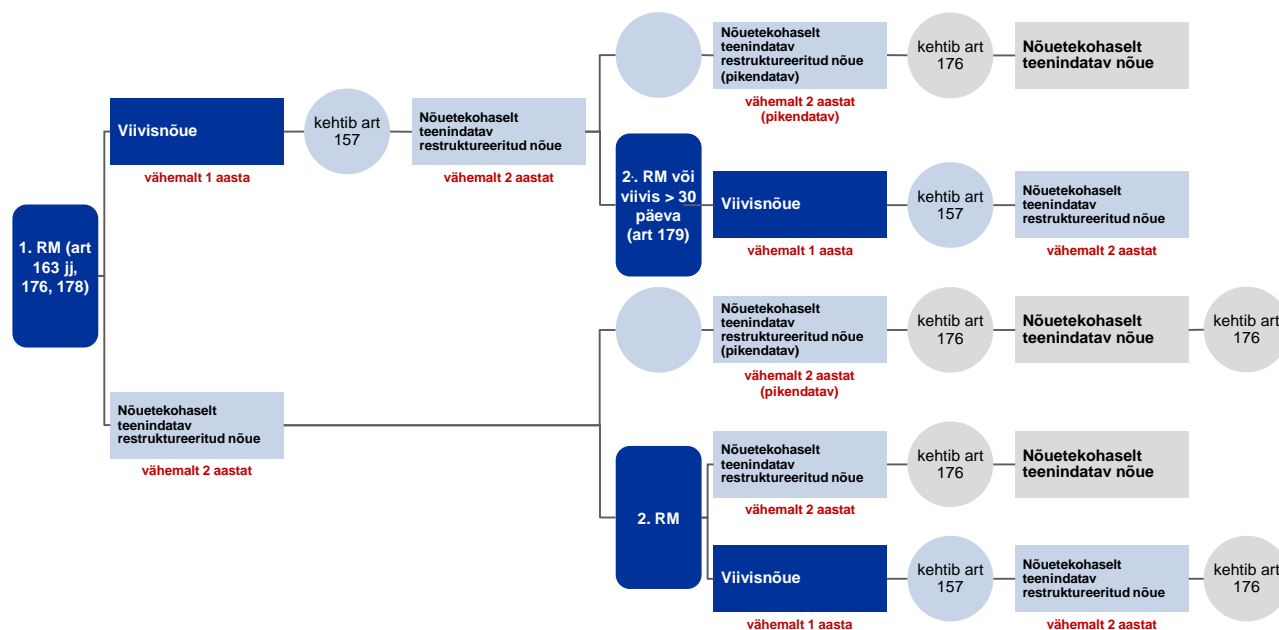 1. RM (art
163 jj,
176, 178)
Viivisnõue
vähemalt 1 aasta
kehtib art
157
Nõuetekohaselt
teenindatav
restruktureeritud nõue
vähemalt 2 aastat
Nõuetekohaselt
teenindatav
restruktureeritud nõue
(pikendatav)
vähemalt 2 aastat
(pikendatav)
kehtib art
176
Nõuetekohaselt
teenindatav nõue
2.. RM või
viivis > 30
päeva
(art 179)
Viivisnõue
vähemalt 1 aasta
kehtib art
157
Nõuetekohaselt
teenindatav
restruktureeritud nõue
vähemalt 2 aastat
Nõuetekohaselt
teenindatav
restruktureeritud nõue
vähemalt 2 aastat
Nõuetekohaselt
teenindatav
restruktureeritud nõue
(pikendatav)
vähemalt 2 aastat
(pikendatav)
kehtib art
176
Nõuetekohaselt
teenindatav nõue
kehtib art
176
2. RM
Nõuetekohaselt
teenindatav
restruktureeritud nõue
vähemalt 2 aastat
kehtib art
176
Nõuetekohaselt
teenindatav nõue
Viivisnõue
vähemalt 1 aasta
kehtib art
157
Nõuetekohaselt
teenindatav
restruktureeritud nõue
vähemalt 2 aastat
kehtib art
176